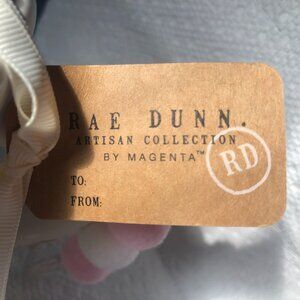 RAE DUNN.
ARTISAN COLLECTION
BY MAGENTA™
RD
TO:
FROM: